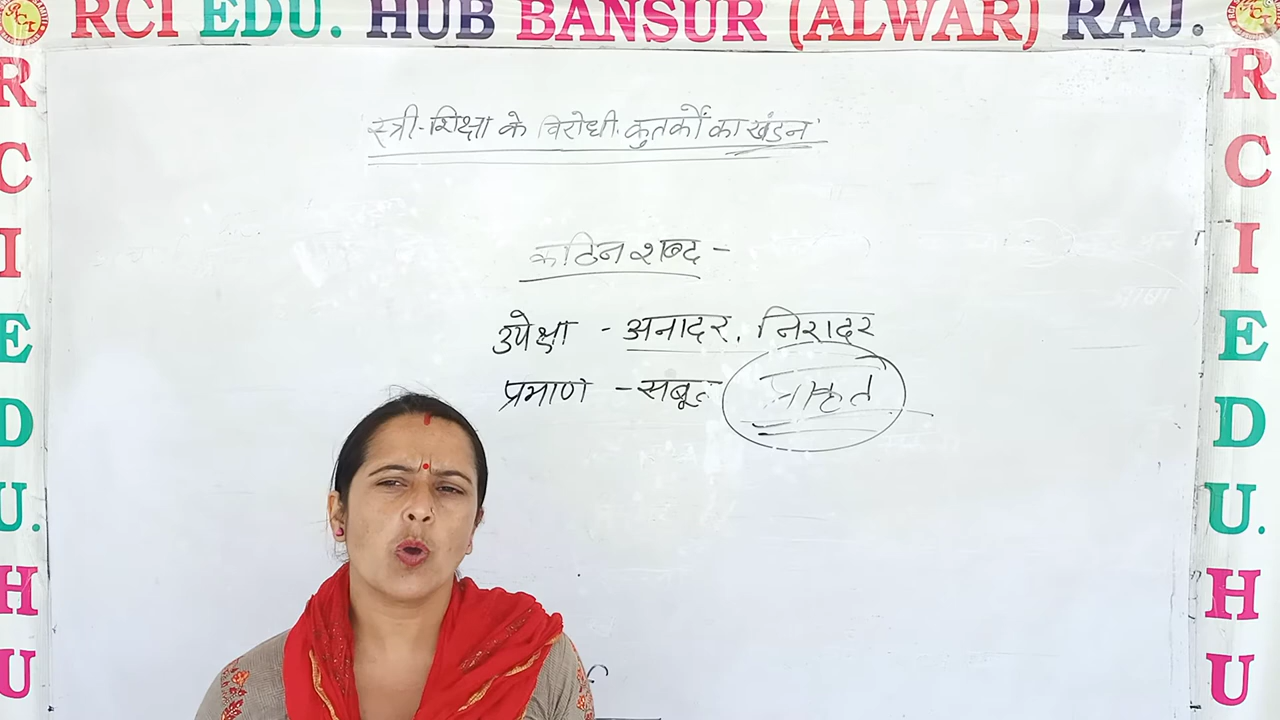 RCI EDU. HUB BANSUR (ALWAR) RAJ.
स्त्री-शिक्षा के विरोधी कुतर्कों का खंडन
कठिन शब्द -
उपेक्षा - अनादर, निरादर
प्रमाण - सबूत प्राकृत
R C I E D U. H U
R C I E D U. H U